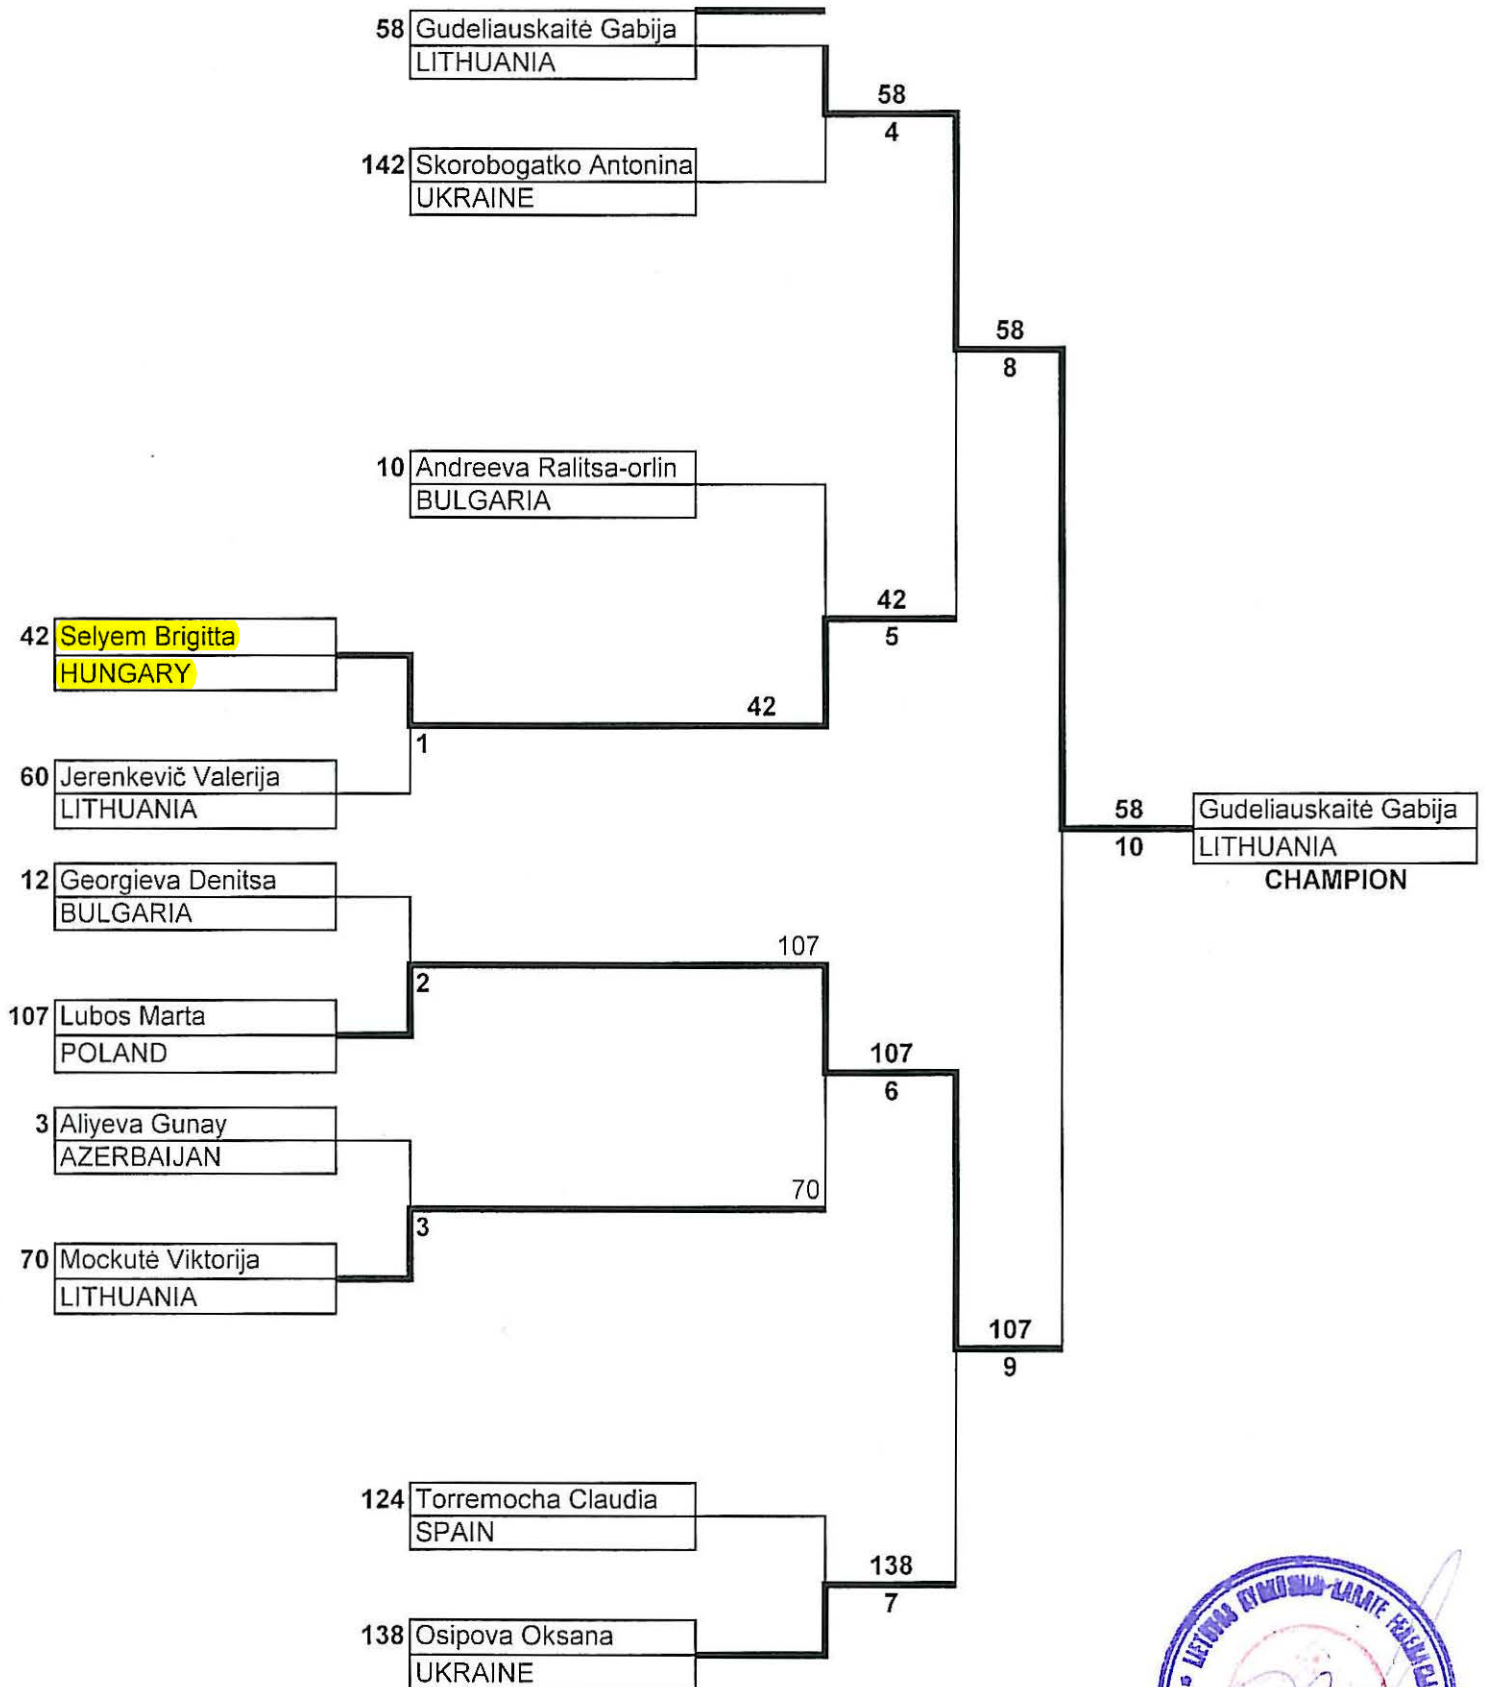 58 Gudeliauskaitė Gabija
LITHUANIA
58
4
142 Skorobogatko Antonina
UKRAINE
58
8
10 Andreeva Ralitsa-orlin
BULGARIA
42
5
42 Selyem Brigitta
HUNGARY
42
1
60 Jerenkevič Valerija
LITHUANIA
58 Gudeliauskaitė Gabija
10 LITHUANIA
CHAMPION
12 Georgieva Denitsa
BULGARIA
107
2
107 Lubos Marta
POLAND
107
6
3 Aliyeva Gunay
AZERBAIJAN
70
3
70 Mockutė Viktorija
LITHUANIA
107
9
124 Torremocha Claudia
SPAIN
138
7
138 Osipova Oksana
UKRAINE
LIETUVOS KYOKUSHIN KARATE